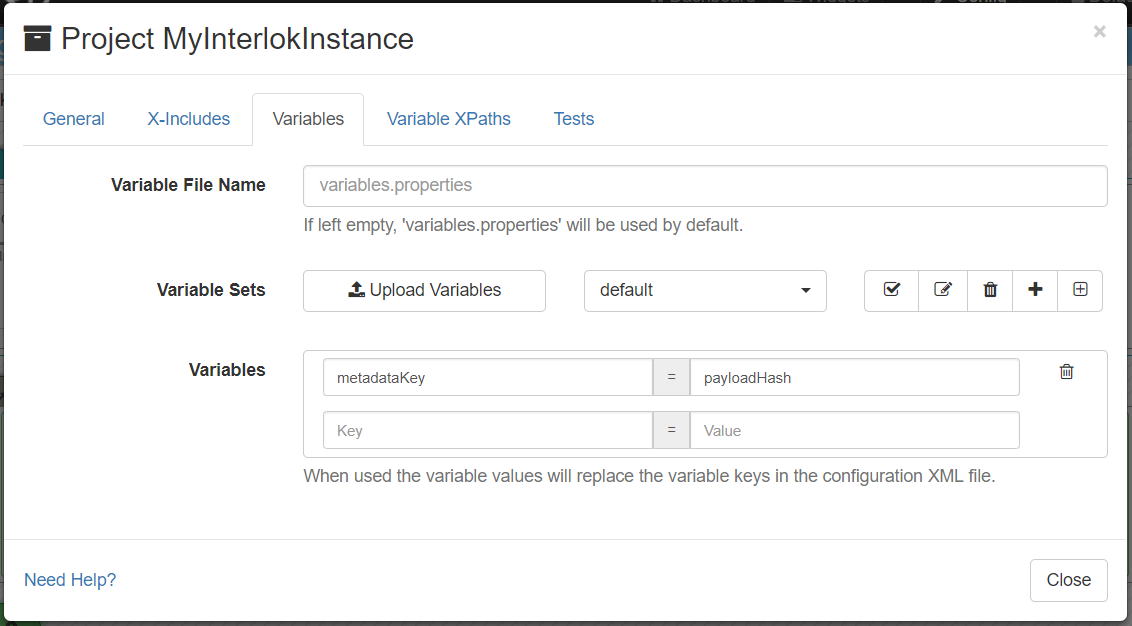 Project MyInterlokInstance
×
General X-Includes Variables Variable XPaths Tests
Variable File Name variables.properties
If left empty, 'variables.properties' will be used by default.
Variable Sets Upload Variables default
Variables
metadataKey = payloadHash
Key = Value
When used the variable values will replace the variable keys in the configuration XML file.
Need Help? Close